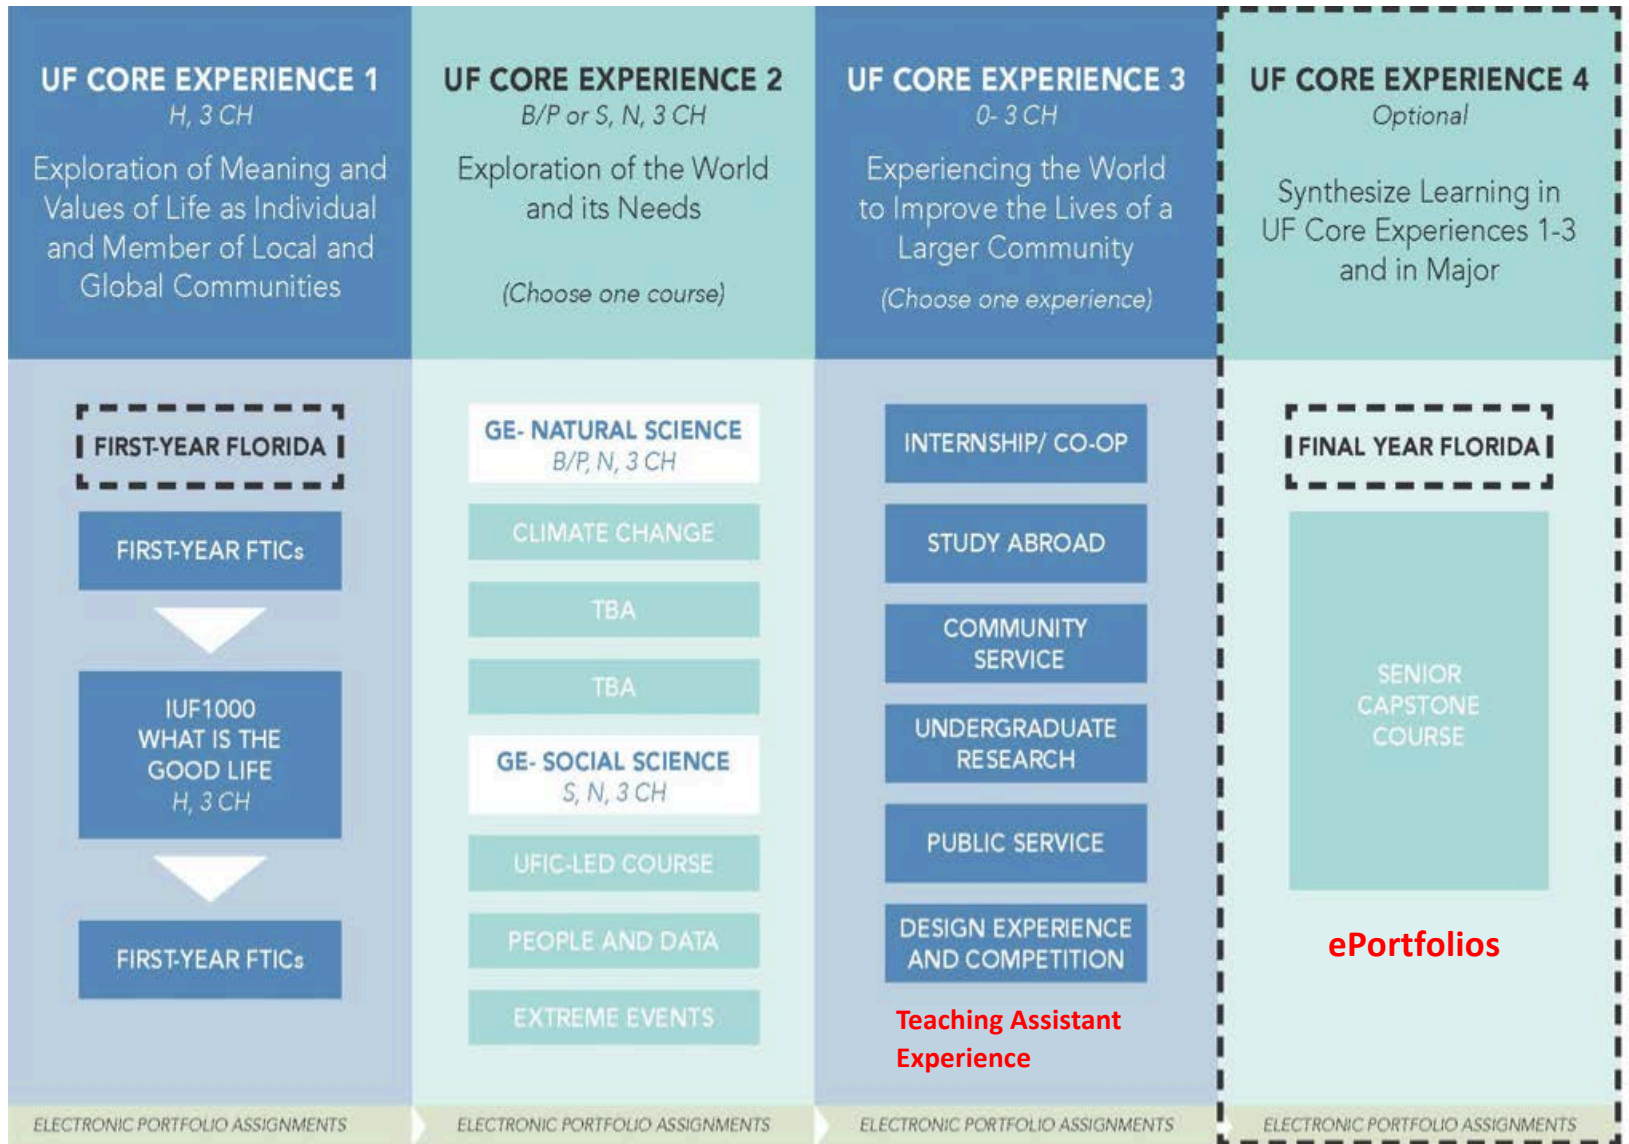 UF CORE EXPERIENCE 1
H, 3 CH
Exploration of Meaning and
Values of Life as Individual
and Member of Local and
Global Communities
FIRST-YEAR FLORIDA
FIRST-YEAR FTICs
IUF1000
WHAT IS THE
GOOD LIFE
H, 3 CH
FIRST-YEAR FTICs
ELECTRONIC PORTFOLIO ASSIGNMENTS
UF CORE EXPERIENCE 2
B/P or S, N, 3 CH
Exploration of the World
and its Needs
(Choose one course)
GE- NATURAL SCIENCE
B/P, N, 3 CH
CLIMATE CHANGE
TBA
TBA
GE- SOCIAL SCIENCE
S, N, 3 CH
UFIC-LED COURSE
PEOPLE AND DATA
EXTREME EVENTS
ELECTRONIC PORTFOLIO ASSIGNMENTS
UF CORE EXPERIENCE 3
0- 3 CH
Experiencing the World
to Improve the Lives of a
Larger Community
(Choose one experience)
INTERNSHIP/ CO-OP
STUDY ABROAD
COMMUNITY
SERVICE
UNDERGRADUATE
RESEARCH
PUBLIC SERVICE
DESIGN EXPERIENCE
AND COMPETITION
Teaching Assistant
Experience
ELECTRONIC PORTFOLIO ASSIGNMENTS
UF CORE EXPERIENCE 4
Optional
Synthesize Learning in
UF Core Experiences 1-3
and in Major
FINAL YEAR FLORIDA
SENIOR
CAPSTONE
COURSE
ePortfolios
ELECTRONIC PORTFOLIO ASSIGNMENTS